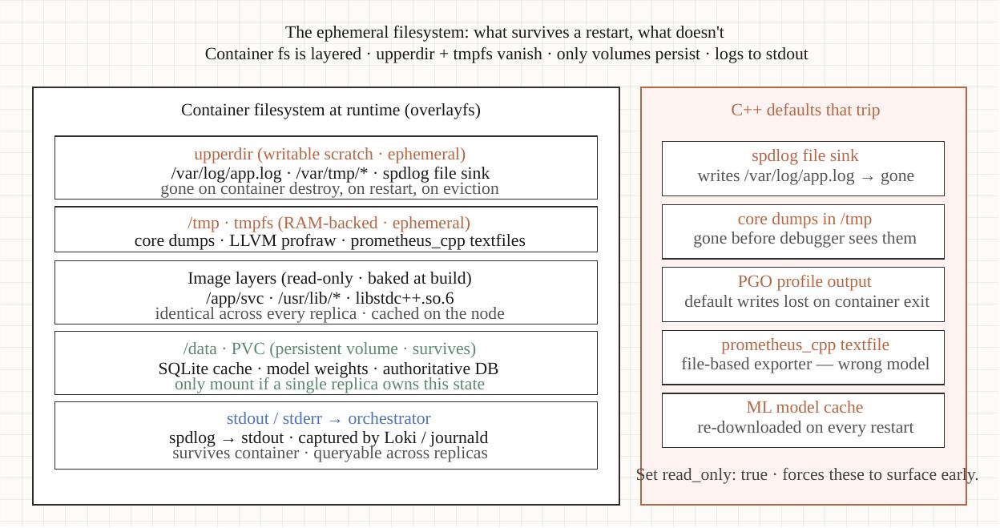 The ephemeral filesystem: what survives a restart, what doesn't
Container fs is layered · upperdir + tmpfs vanish · only volumes persist · logs to stdout
Container filesystem at runtime (overlayfs)
upperdir (writable scratch · ephemeral)
/var/log/app.log · /var/tmp/* · spdlog file sink
gone on container destroy, on restart, on eviction
/tmp · tmpfs (RAM-backed · ephemeral)
core dumps · LLVM profraw · prometheus_cpp textfiles
Image layers (read-only · baked at build)
/app/svc · /usr/lib/* · libstdc++.so.6
identical across every replica · cached on the node
/data · PVC (persistent volume · survives)
SQLite cache · model weights · authoritative DB
only mount if a single replica owns this state
stdout / stderr → orchestrator
spdlog → stdout · captured by Loki / journald
survives container · queryable across replicas
C++ defaults that trip
spdlog file sink
writes /var/log/app.log → gone
core dumps in /tmp
gone before debugger sees them
PGO profile output
default writes lost on container exit
prometheus_cpp textfile
file-based exporter — wrong model
ML model cache
re-downloaded on every restart
Set read_only: true · forces these to surface early.